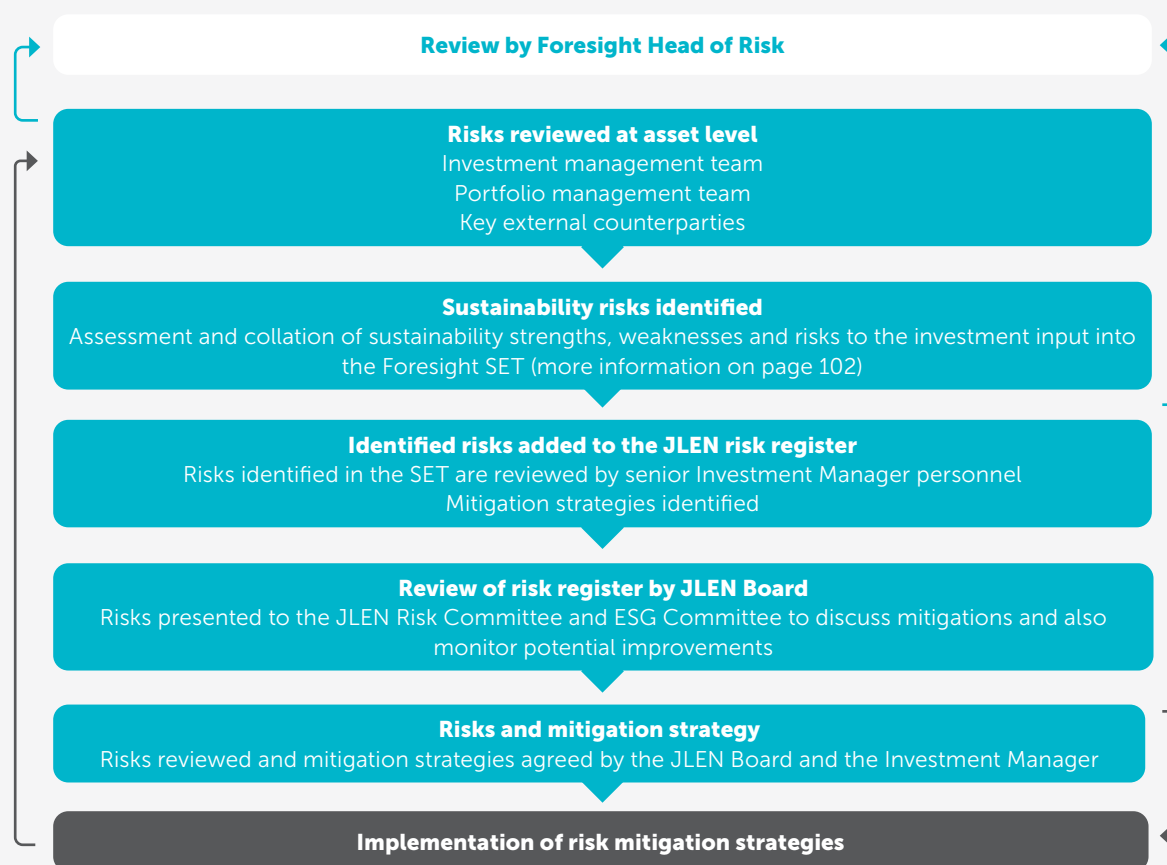 Review by Foresight Head of Risk
Risks reviewed at asset level
Investment management team
Portfolio management team
Key external counterparties
Sustainability risks identified
Assessment and collation of sustainability strengths, weaknesses and risks to the investment input into
the Foresight SET (more information on page 102)
Identified risks added to the JLEN risk register
Risks identified in the SET are reviewed by senior Investment Manager personnel
Mitigation strategies identified
Review of risk register by JLEN Board
Risks presented to the JLEN Risk Committee and ESG Committee to discuss mitigations and also
monitor potential improvements
Risks and mitigation strategy
Risks reviewed and mitigation strategies agreed by the JLEN Board and the Investment Manager
Implementation of risk mitigation strategies